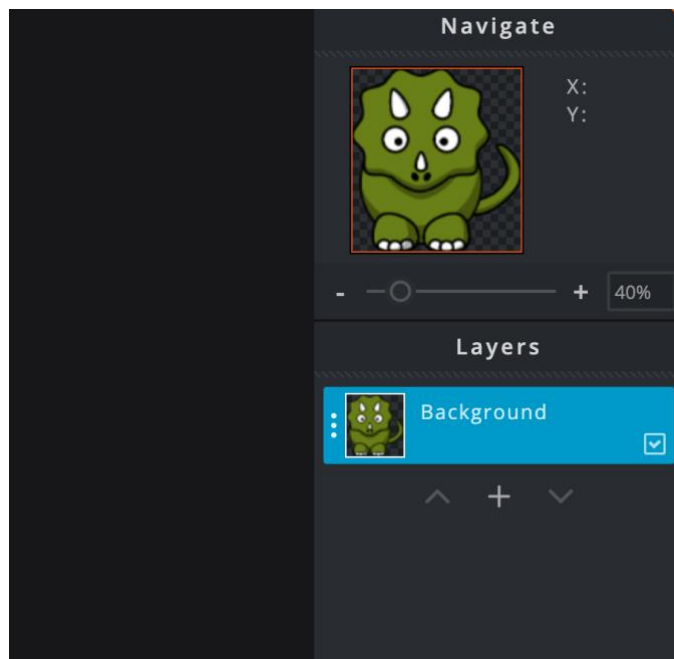 Navigate
X:
Y:
- + 40%
Layers
Background
+